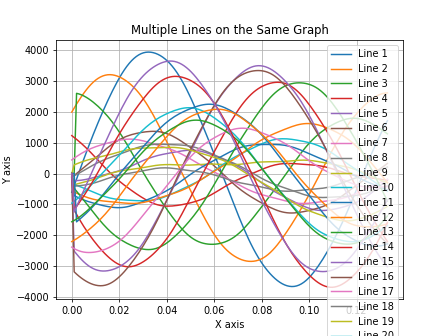 Multiple Lines on the Same Graph
4000
3000
2000
1000
0
−1000
−2000
−3000
−4000
Y axis
0.00
0.02
0.04
0.06
0.08
0.10
X axis
Line 1
Line 2
Line 3
Line 4
Line 5
Line 6
Line 7
Line 8
Line 9
Line 10
Line 11
Line 12
Line 13
Line 14
Line 15
Line 16
Line 17
Line 18
Line 19
Line 20